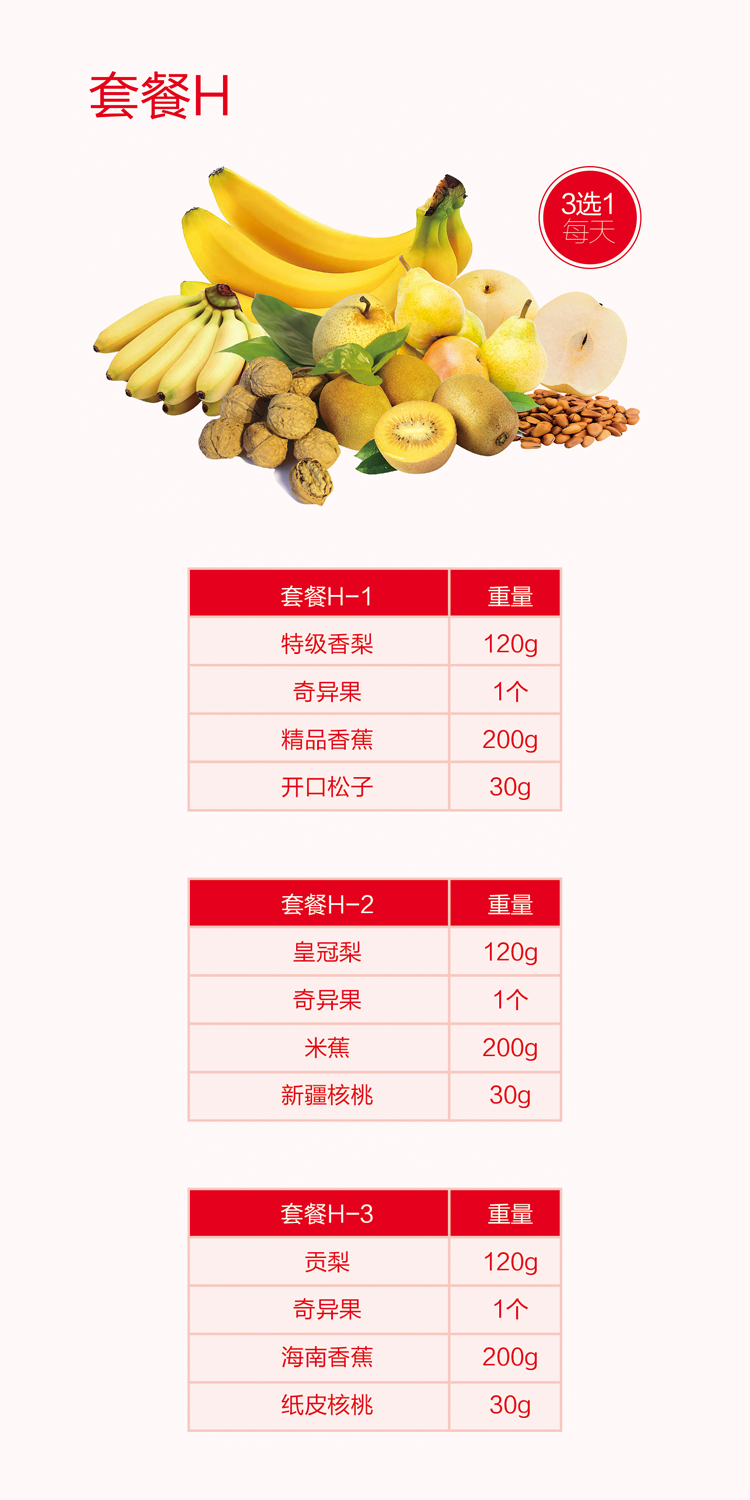 套餐H
3选1
每天
套餐H-1 重量
特级香梨 120g
奇异果 1个
精品香蕉 200g
开口松子 30g
套餐H-2 重量
皇冠梨 120g
奇异果 1个
米蕉 200g
新疆核桃 30g
套餐H-3 重量
贡梨 120g
奇异果 1个
海南香蕉 200g
纸皮核桃 30g